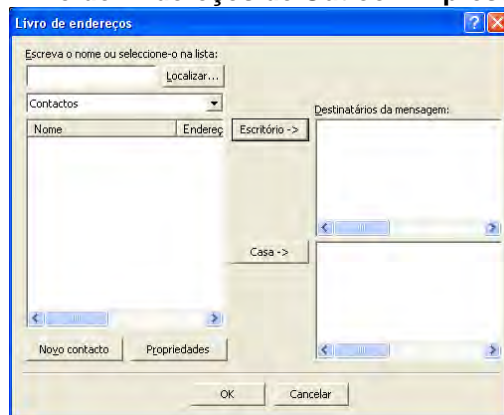 Livro de endereços
Escreva o nome ou seleccione-o na lista:
Localizar...
Contactos
Destinatários da mensagem:
Nome Endereç Escritório ->
Casa ->
Novo contacto Propriedades
OK Cancelar